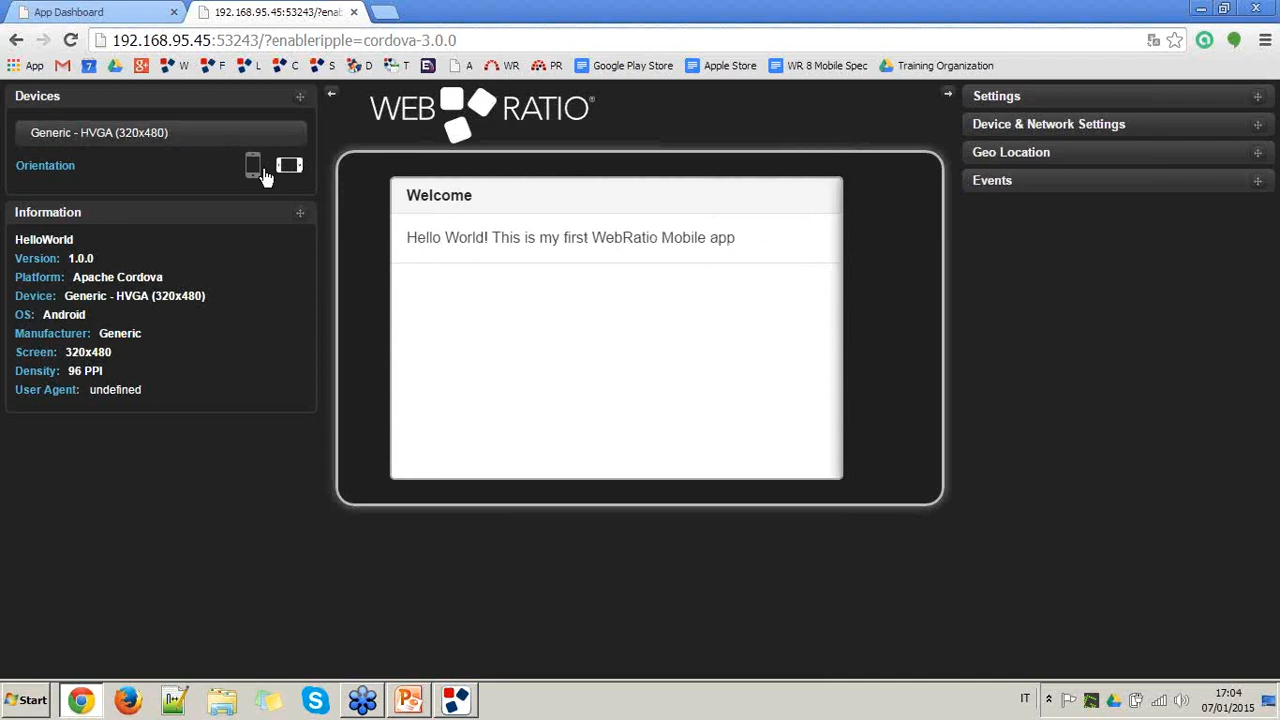 App Dashboard
192.168.95.45:53243/?ena
192.168.95.45:53243/?enableripple=cordova-3.0.0
App
7
W
F
L
C
S
D
T
A
WR
PR
Google Play Store
Apple Store
WR 8 Mobile Spec
Training Organization
Devices
Generic - HVGA (320x480)
Orientation
Information
HelloWorld
Version: 1.0.0
Platform: Apache Cordova
Device: Generic - HVGA (320x480)
OS: Android
Manufacturer: Generic
Screen: 320x480
Density: 96 PPI
User Agent: undefined
WEB RATIO®
Welcome
Hello World! This is my first WebRatio Mobile app
Settings
Device & Network Settings
Geo Location
Events
Start
IT
17:04
07/01/2015